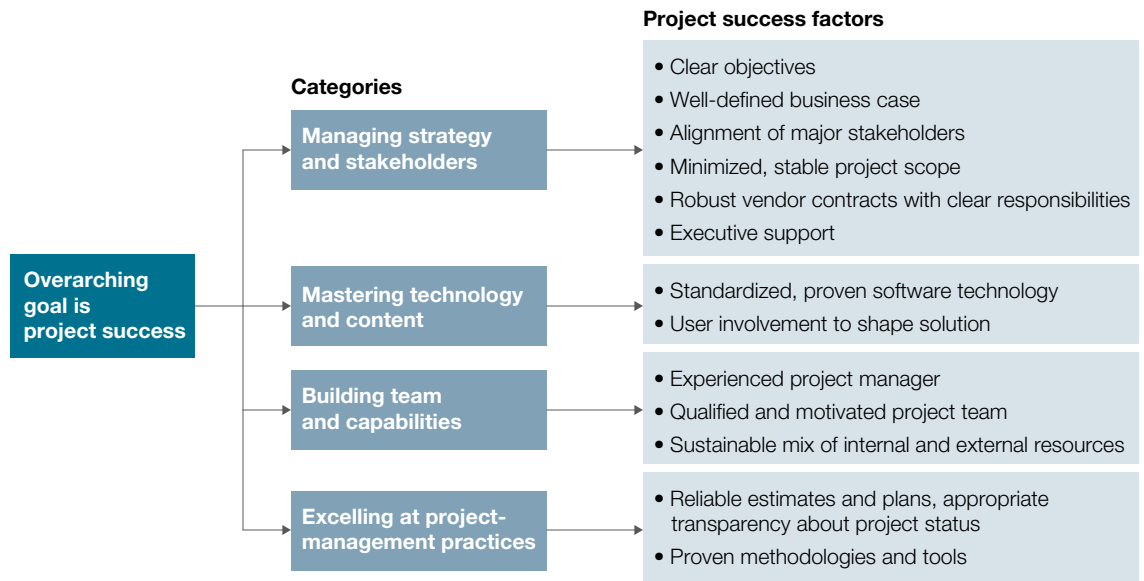 Project success factors
Categories
Overarching
goal is
project success
Managing strategy
and stakeholders
• Clear objectives
• Well-defined business case
• Alignment of major stakeholders
• Minimized, stable project scope
• Robust vendor contracts with clear responsibilities
• Executive support
Mastering technology
and content
• Standardized, proven software technology
• User involvement to shape solution
Building team
and capabilities
• Experienced project manager
• Qualified and motivated project team
• Sustainable mix of internal and external resources
Excelling at project-
management practices
• Reliable estimates and plans, appropriate
transparency about project status
• Proven methodologies and tools